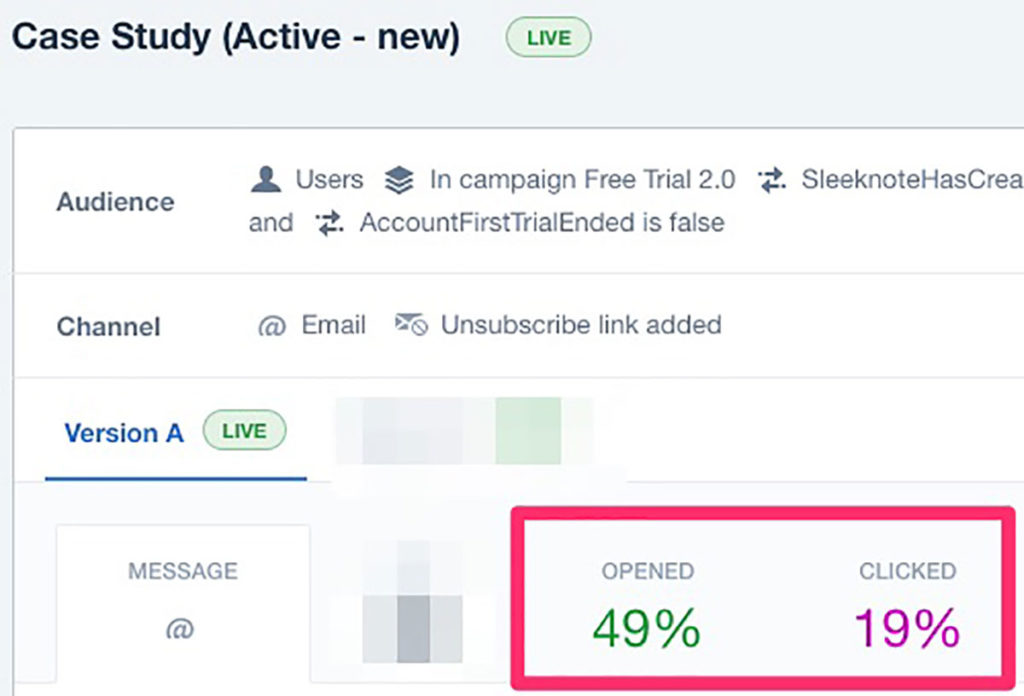 Case Study (Active - new) LIVE
Audience Users In campaign Free Trial 2.0 SleeknoteHasCrea
and AccountFirstTrialEnded is false
Channel @ Email Unsubscribe link added
Version A LIVE
MESSAGE OPENED CLICKED
@ 49% 19%